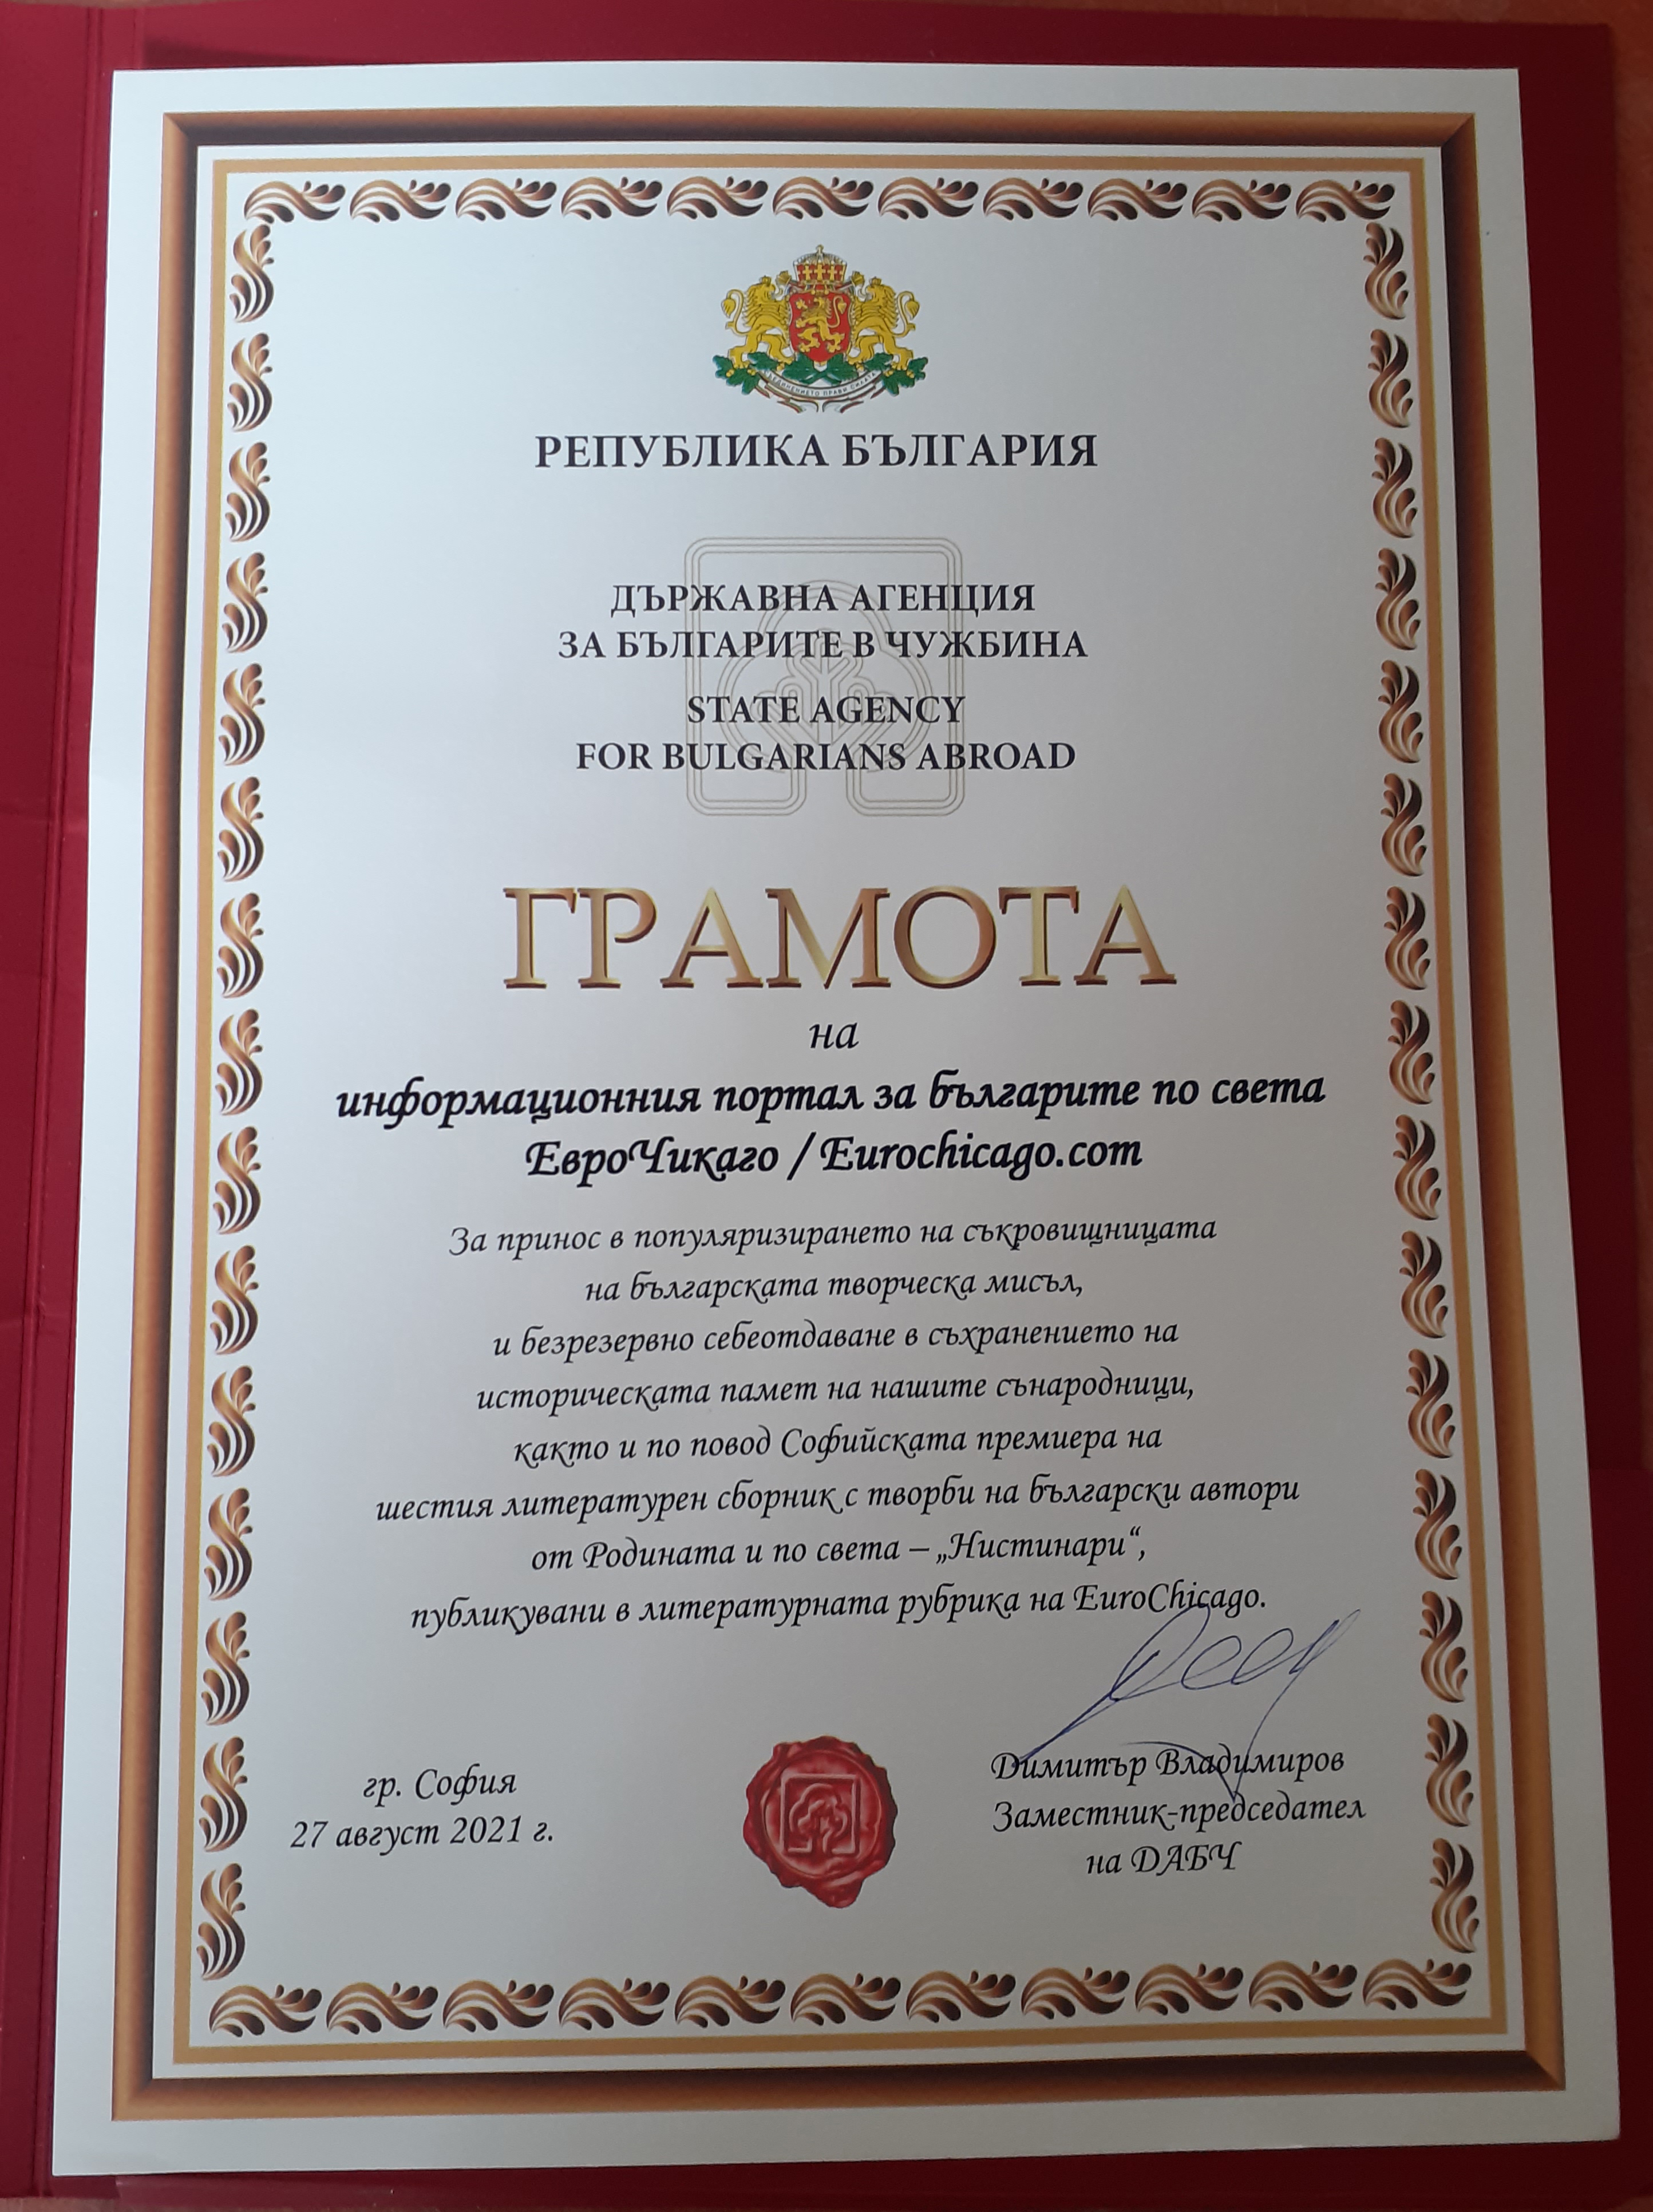 СЪЕДИНЕНИЕТО ПРАВИ СИЛАТА
РЕПУБЛИКА БЪЛГАРИЯ
ДЪРЖАВНА АГЕНЦИЯ
ЗА БЪЛГАРИТЕ В ЧУЖБИНА
STATE AGENCY
FOR BULGARIANS ABROAD
ГРАМОТА
на
информационния портал за българите по света
ЕвроЧикаго / Eurochicago.com
За принос в популяризирането на съкровищницата
на българската творческа мисъл,
и безрезервно себеотдаване в съхранението на
историческата памет на нашите сънародници,
както и по повод Софийската премиера на
шестия литературен сборник с творби на български автори
от Родината и по света – „Нистинари“,
публикувани в литературната рубрика на EuroChicago.
гр. София
27 август 2021 г.
Димитър Владимиров
Заместник-председател
на ДАБЧ